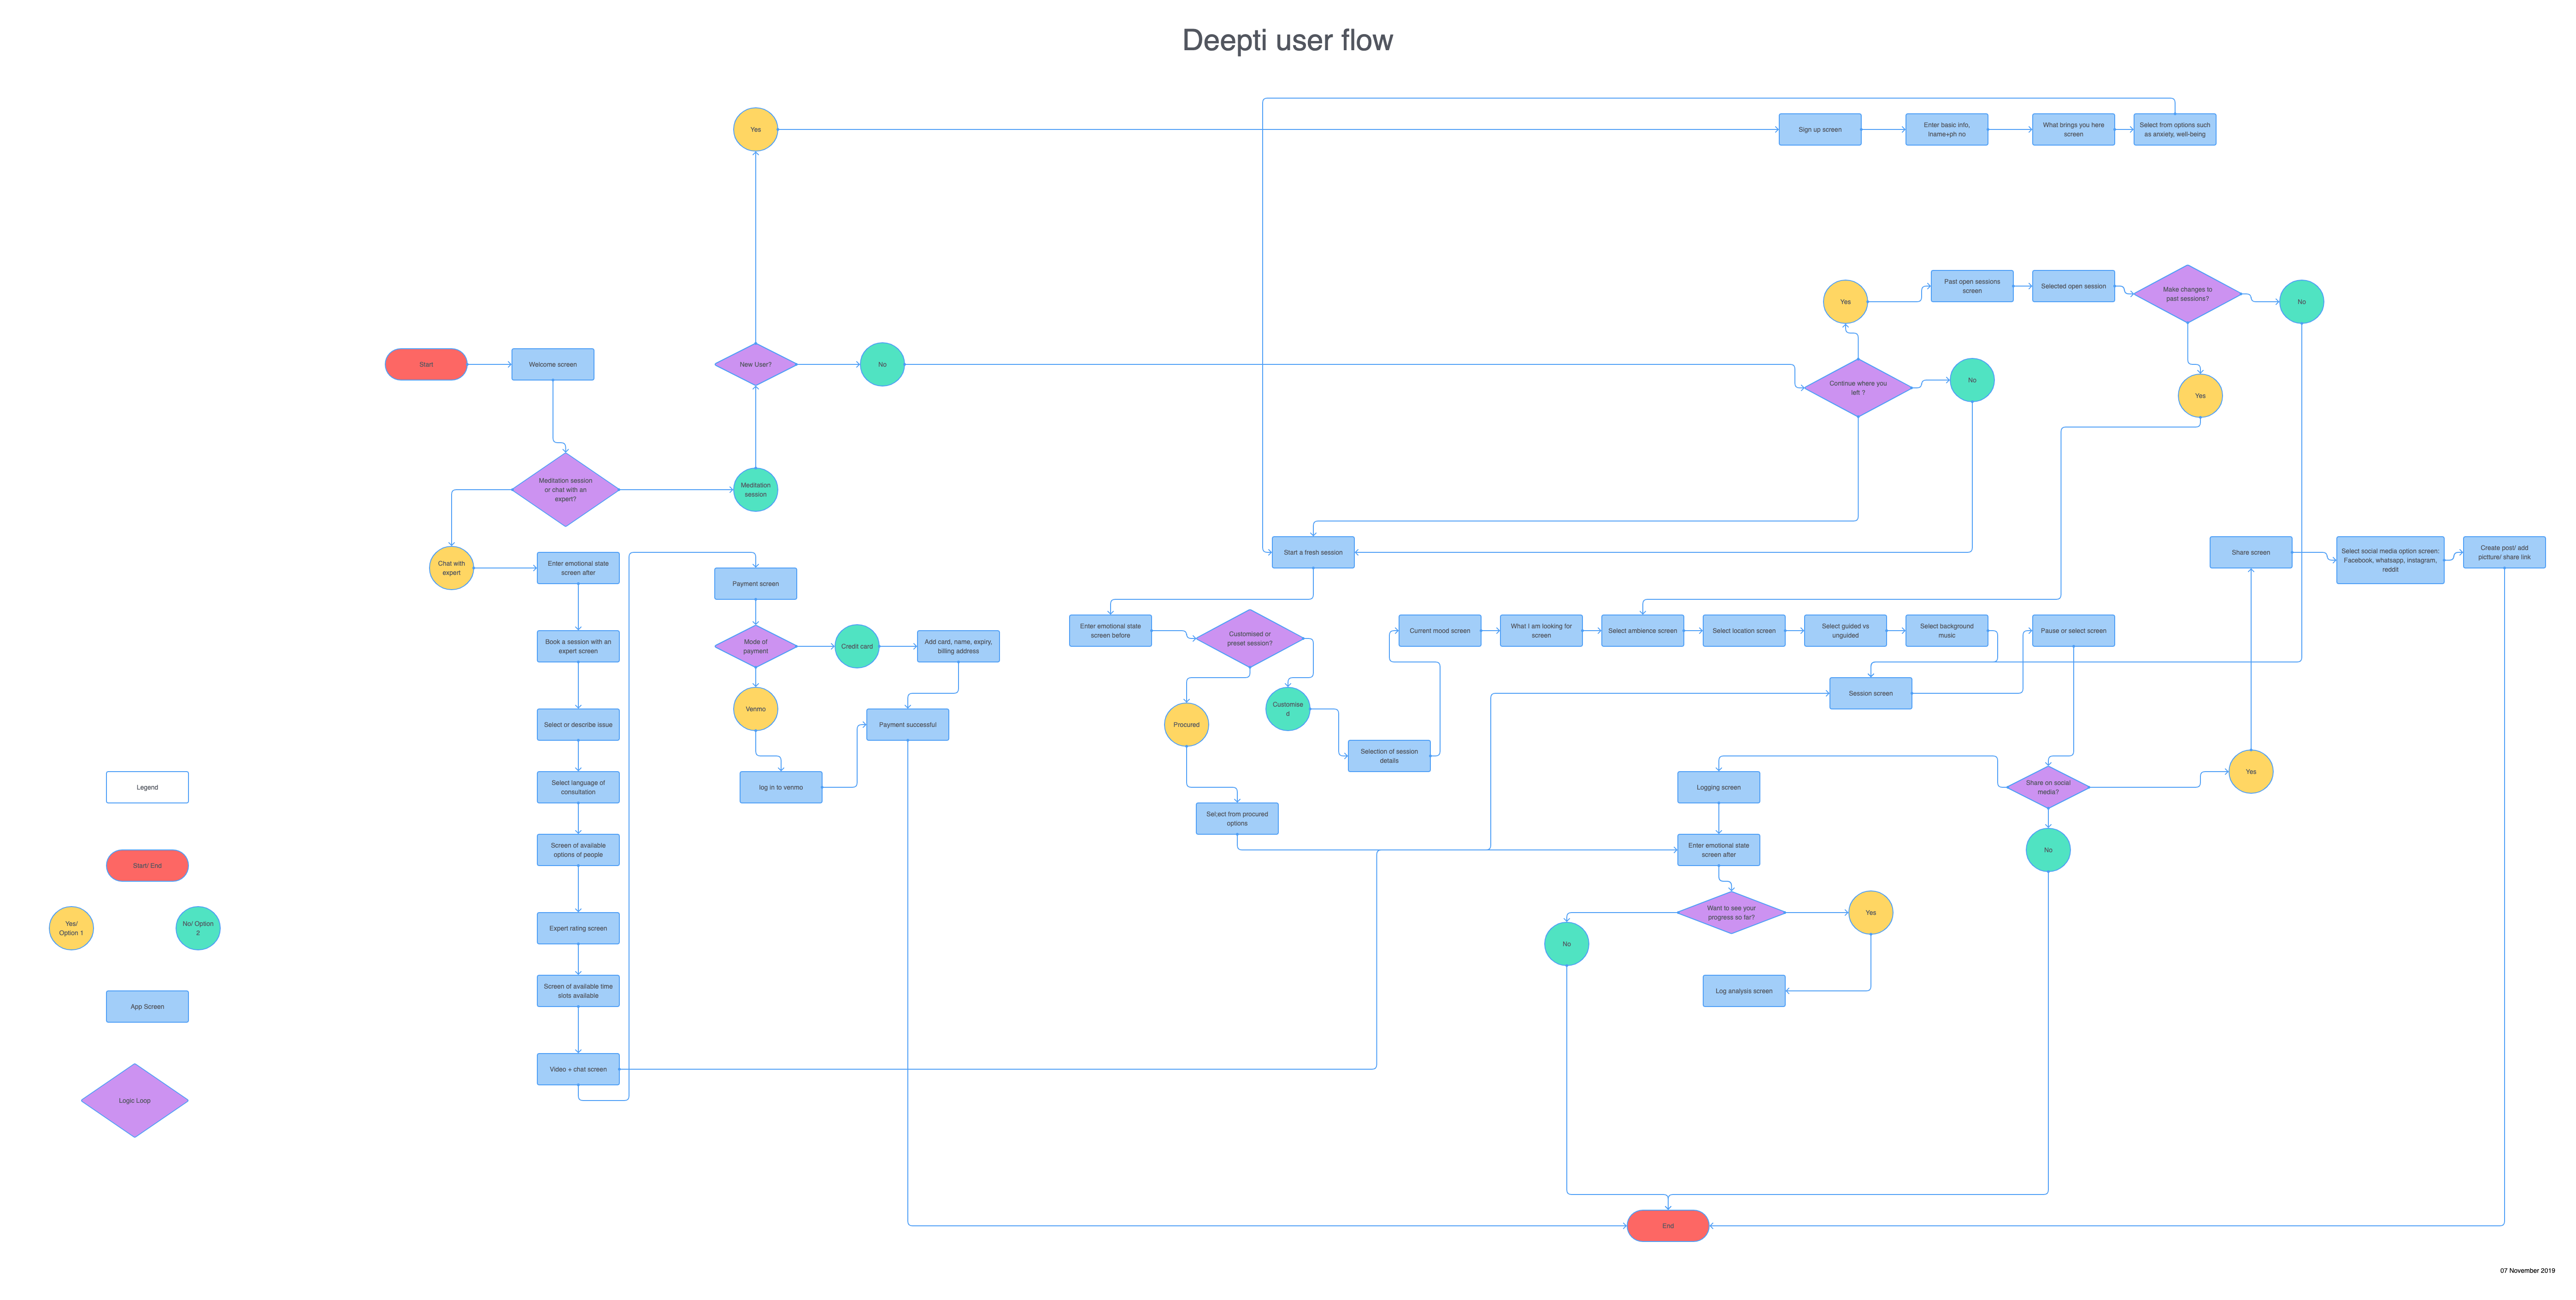 Deepti user flow
Yes
Sign up screen
Enter basic info,
Iname+ph no
What brings you here
screen
Select from options such
as anxiety, well-being
Yes
Past open sessions
screen
Selected open session
Make changes to
past sessions?
No
Start
Welcome screen
New User?
No
Continue where you
left ?
No
Yes
Meditation session
or chat with an
expert?
Meditation
session
Chat with
expert
Enter emotional state
screen after
Payment screen
Start a fresh session
Share screen
Select social media option screen:
Facebook, whatsapp, instagram,
reddit
Create post/ add
pictture/ share link
Book a session with an
expert screen
Mode of
payment
Credit card
Add card, name, expiry,
billing address
Enter emotional state
screen before
Customised or
preset session?
Current mood screen
What I am looking for
screen
Select ambience screen
Select location screen
Select guided vs
unguided
Select background
music
Pause or select screen
Session screen
Select or describe issue
Venmo
Payment successful
Procured
Customise
d
Selection of session
details
Legend
Select language of
consultation
log in to venmo
Select from procured
options
Logging screen
Share on social
media?
Yes
Start/ End
Screen of available
options of people
Enter emotional state
screen after
No
Yes/
Option 1
No/ Option
2
Expert rating screen
Want to see your
progress so far?
Yes
No
App Screen
Screen of available time
slots available
Log analysis screen
Video + chat screen
Logic Loop
End
07 November 2019